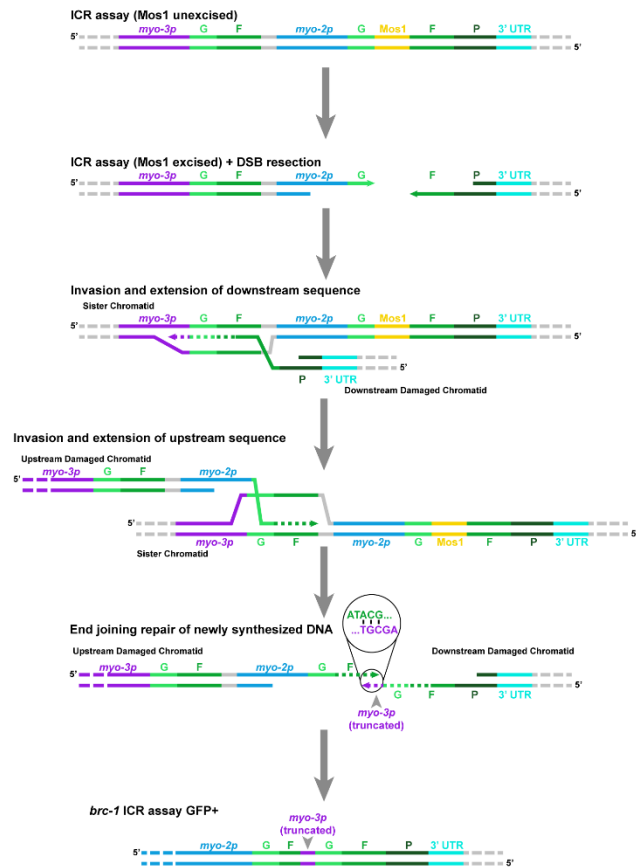 ICR assay (Mos1 unexcised)
myo-3p G F myo-2p G Mos1 F P 3' UTR
5'
5'
ICR assay (Mos1 excised) + DSB resection
myo-3p G F myo-2p G F P 3' UTR
5'
5'
Invasion and extension of downstream sequence
Sister Chromatid
myo-3p G F myo-2p G Mos1 F P 3' UTR
5'
5'
5'
P 3' UTR
Downstream Damaged Chromatid
Invasion and extension of upstream sequence
Upstream Damaged Chromatid
myo-3p G F myo-2p
5'
5'
Sister Chromatid
myo-3p G F myo-2p G Mos1 F P 3' UTR
ATACG...
...TGCGA
End joining repair of newly synthesized DNA
Upstream Damaged Chromatid Downstream Damaged Chromatid
myo-3p G F myo-2p G F
5'
5'
G F P 3' UTR
myo-3p
(truncated)
brc-1 ICR assay GFP+
myo-3p
(truncated)
myo-2p G F G F P 3' UTR
5'
5'